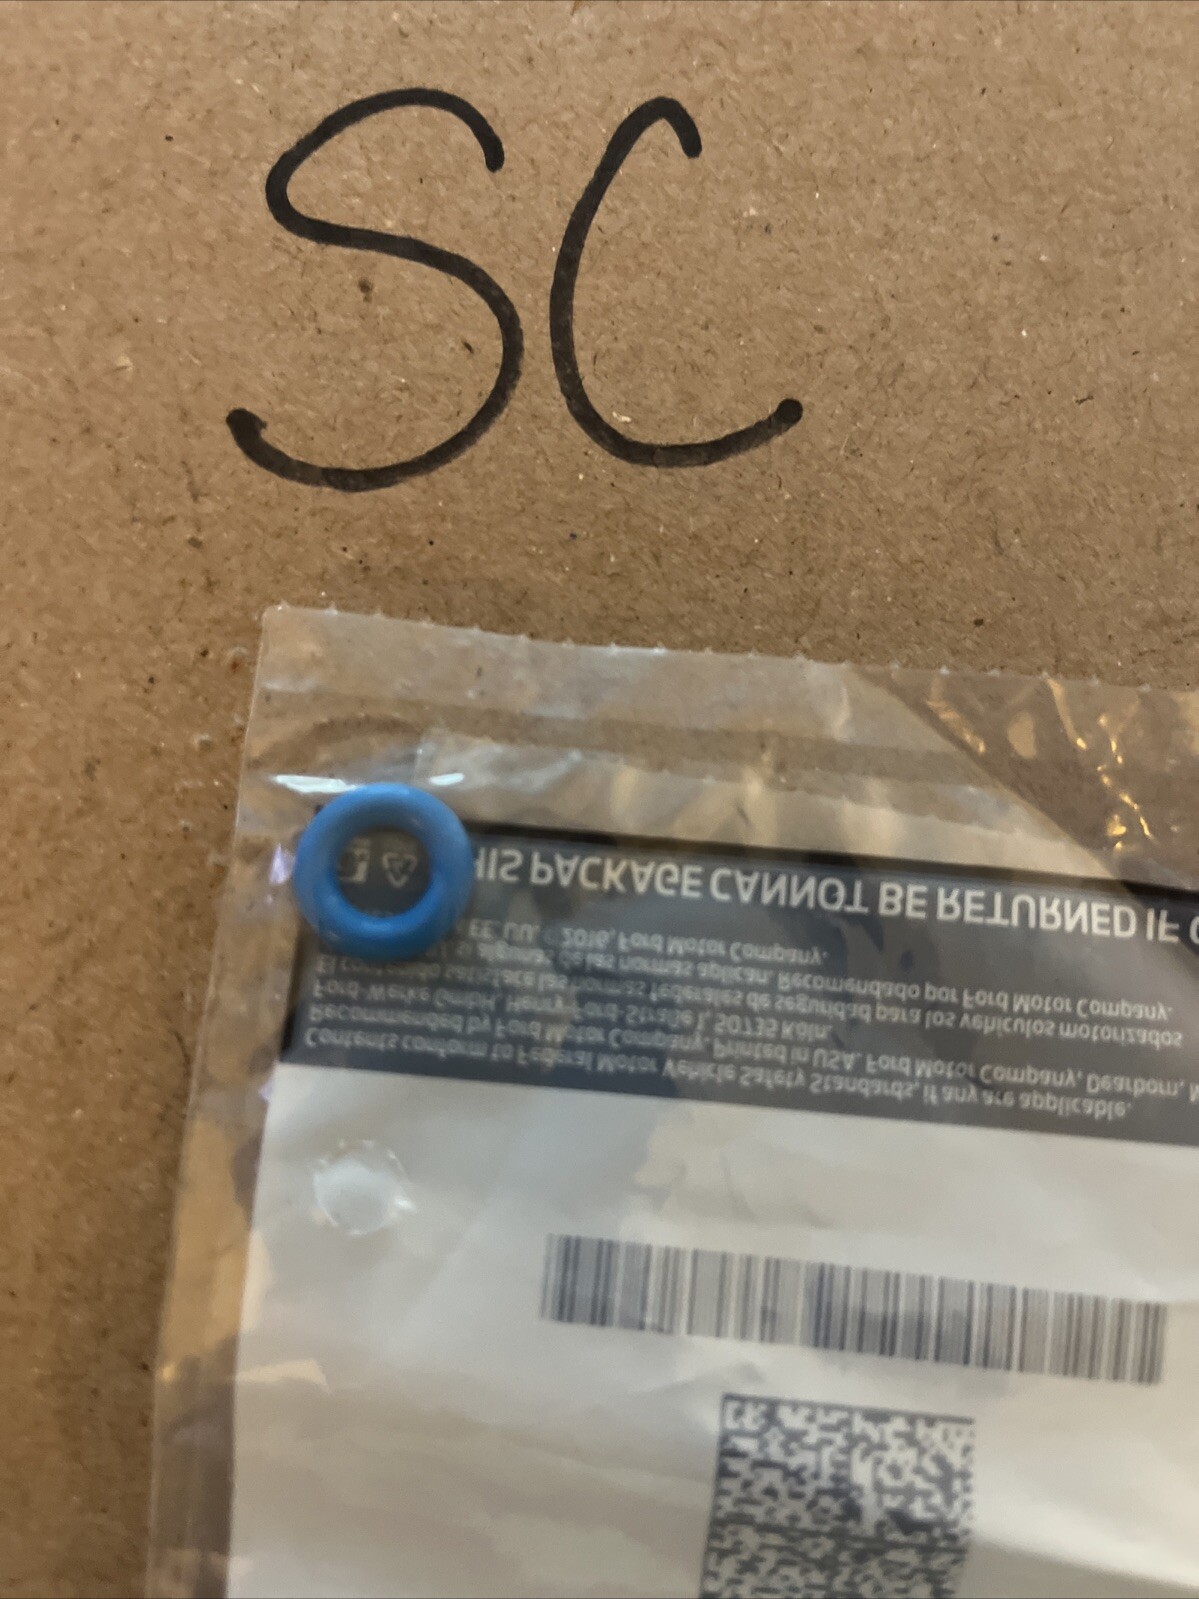 SC
HIS PACKAGE CANNOT BE RETURNED IF
EE. UU. © 2016, Ford Motor Company.
si algunas de las normas aplican. Recomendado por Ford Motor Company.
El contenido satisface las normas federales de seguridad para los vehículos motorizados
Ford-Werke GmbH, Henry-Ford-Straße 1, 50735 Köln.
Recommended by Ford Motor Company. Printed in USA. Ford Motor Company, Dearborn,
Contents conform to Federal Motor Vehicle Safety Standards, if any are applicable.